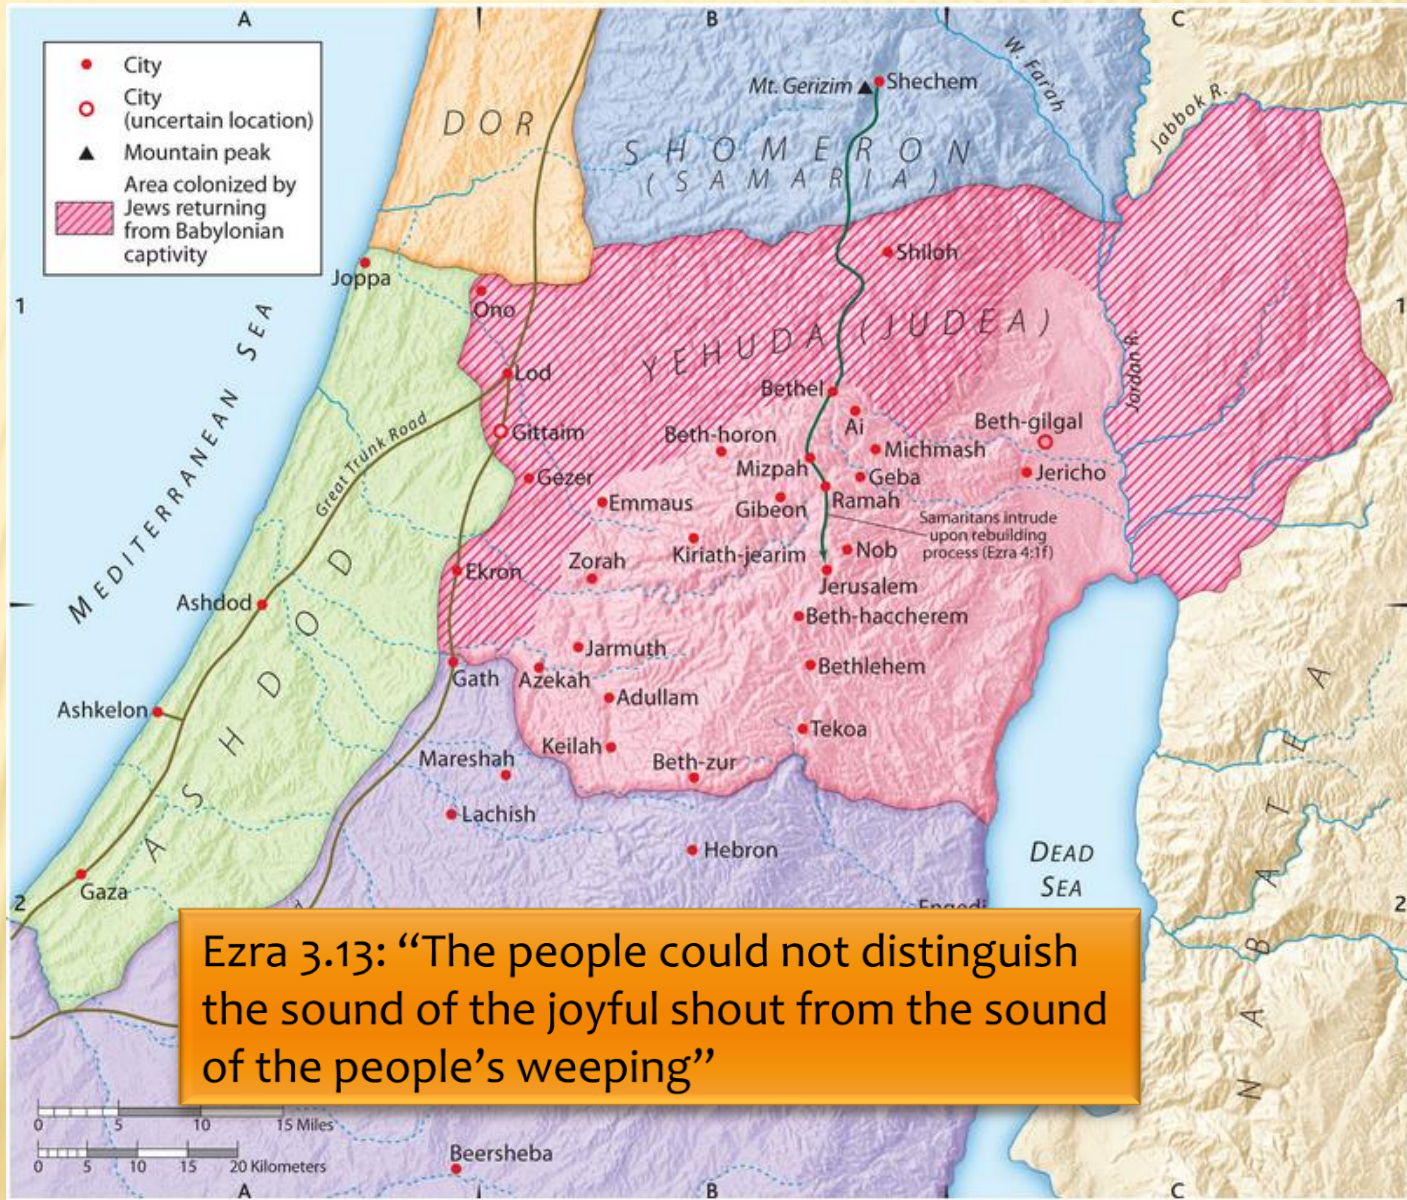 A
B
C
City
City
(uncertain location)
Mountain peak
Area colonized by
Jews returning
from Babylonian
captivity
DOR
Mt. Gerizim
Shechem
W. Far'ah
Jabbok R.
SHOMERON
(SAMARIA)
Shiloh
Joppa
1
1
Ono
YEHUDA (JUDEA)
MEDITERRANEAN SEA
Jordan R.
Lod
Bethel
Great Trunk Road
Ai
Gittaim
Beth-horon
Beth-gilgal
Michmash
Mizpah
Gezer
Geba
Jericho
Emmaus
Gibeon
Ramah
Samaritans intrude
upon rebuilding
process (Ezra 4:1f)
Kiriath-jearim
Nob
Zorah
Ekron
Jerusalem
Ashdod
Beth-haccherem
ASHDOD
Jarmuth
Bethlehem
Gath
Azekah
Adullam
Ashkelon
Tekoa
Keilah
Mareshah
Beth-zur
NABATEA
Lachish
Hebron
DEAD
SEA
Gaza
2
2
Engedi
Ezra 3.13: “The people could not distinguish
the sound of the joyful shout from the sound
of the people’s weeping”
0 5 10 15 Miles
0 5 10 15 20 Kilometers
Beersheba
A
B
C